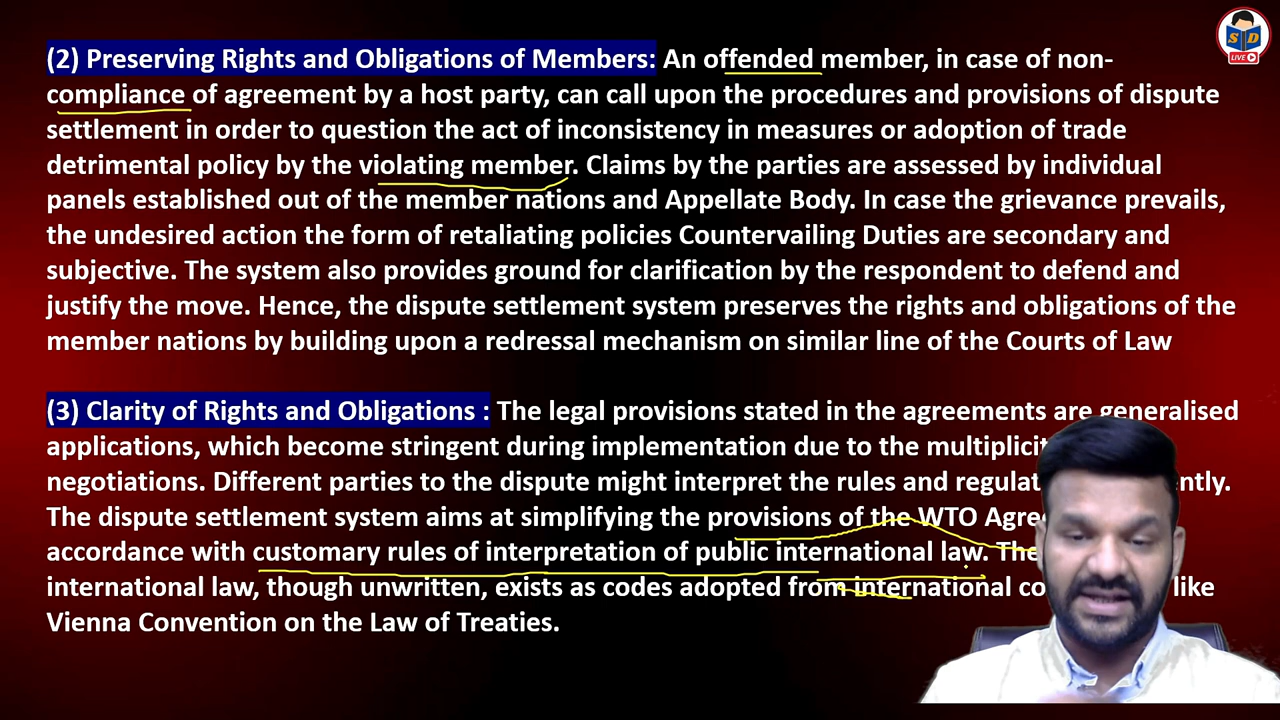 S D
LIVE
(2) Preserving Rights and Obligations of Members: An offended member, in case of non-
compliance of agreement by a host party, can call upon the procedures and provisions of dispute
settlement in order to question the act of inconsistency in measures or adoption of trade
detrimental policy by the violating member. Claims by the parties are assessed by individual
panels established out of the member nations and Appellate Body. In case the grievance prevails,
the undesired action the form of retaliating policies Countervailing Duties are secondary and
subjective. The system also provides ground for clarification by the respondent to defend and
justify the move. Hence, the dispute settlement system preserves the rights and obligations of the
member nations by building upon a redressal mechanism on similar line of the Courts of Law
(3) Clarity of Rights and Obligations : The legal provisions stated in the agreements are generalised
applications, which become stringent during implementation due to the
negotiations. Different parties to the dispute might interpret the rules and
The dispute settlement system aims at simplifying the provisions of the WTO
accordance with customary rules of interpretation of public international law.
international law, though unwritten, exists as codes adopted from international like
Vienna Convention on the Law of Treaties.